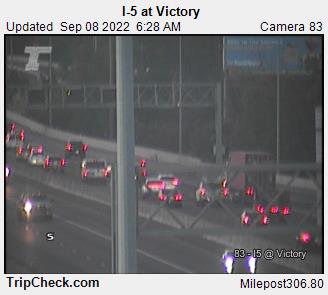 I-5 at Victory
Updated Sep 08 2022 6:28 AM Camera 83
T
S
83 - I5 @ Victory
TripCheck.com Milepost306.80